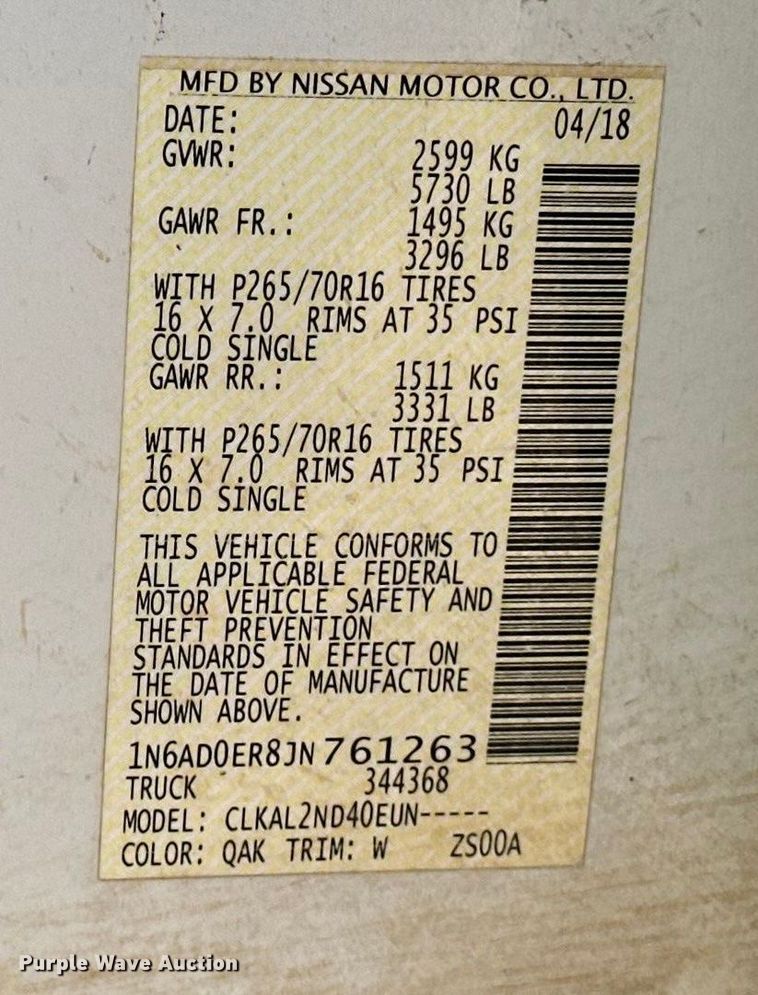 MFD BY NISSAN MOTOR CO., LTD.
DATE: 04/18
GVWR: 2599 KG
5730 LB
GAWR FR.: 1495 KG
3296 LB
WITH P265/70R16 TIRES
16 X 7.0 RIMS AT 35 PSI
COLD SINGLE
GAWR RR.: 1511 KG
3331 LB
WITH P265/70R16 TIRES
16 X 7.0 RIMS AT 35 PSI
COLD SINGLE
THIS VEHICLE CONFORMS TO
ALL APPLICABLE FEDERAL
MOTOR VEHICLE SAFETY AND
THEFT PREVENTION
STANDARDS IN EFFECT ON
THE DATE OF MANUFACTURE
SHOWN ABOVE.
1N6AD0ER8JN761263
TRUCK 344368
MODEL: CLKAL2ND40EUN-----
COLOR: QAK TRIM: W ZS00A
Purple Wave Auction